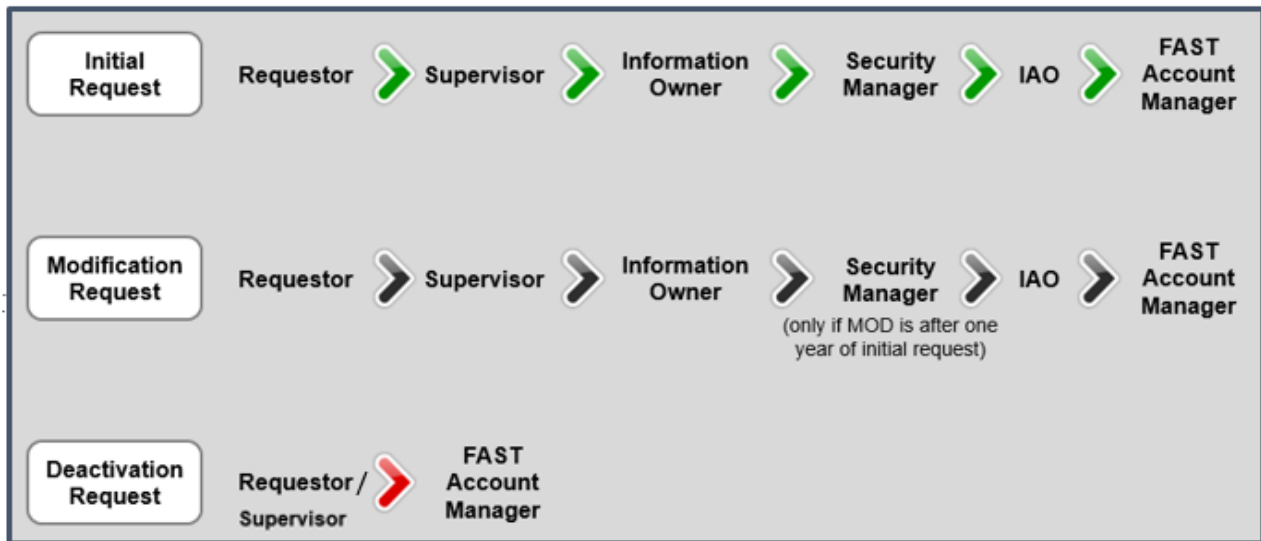 Initial
Request
Requestor
Supervisor
Information
Owner
Security
Manager
IAO
FAST
Account
Manager
Modification
Request
Requestor
Supervisor
Information
Owner
Security
Manager
(only if MOD is after one
year of initial request)
IAO
FAST
Account
Manager
Deactivation
Request
Requestor /
Supervisor
FAST
Account
Manager